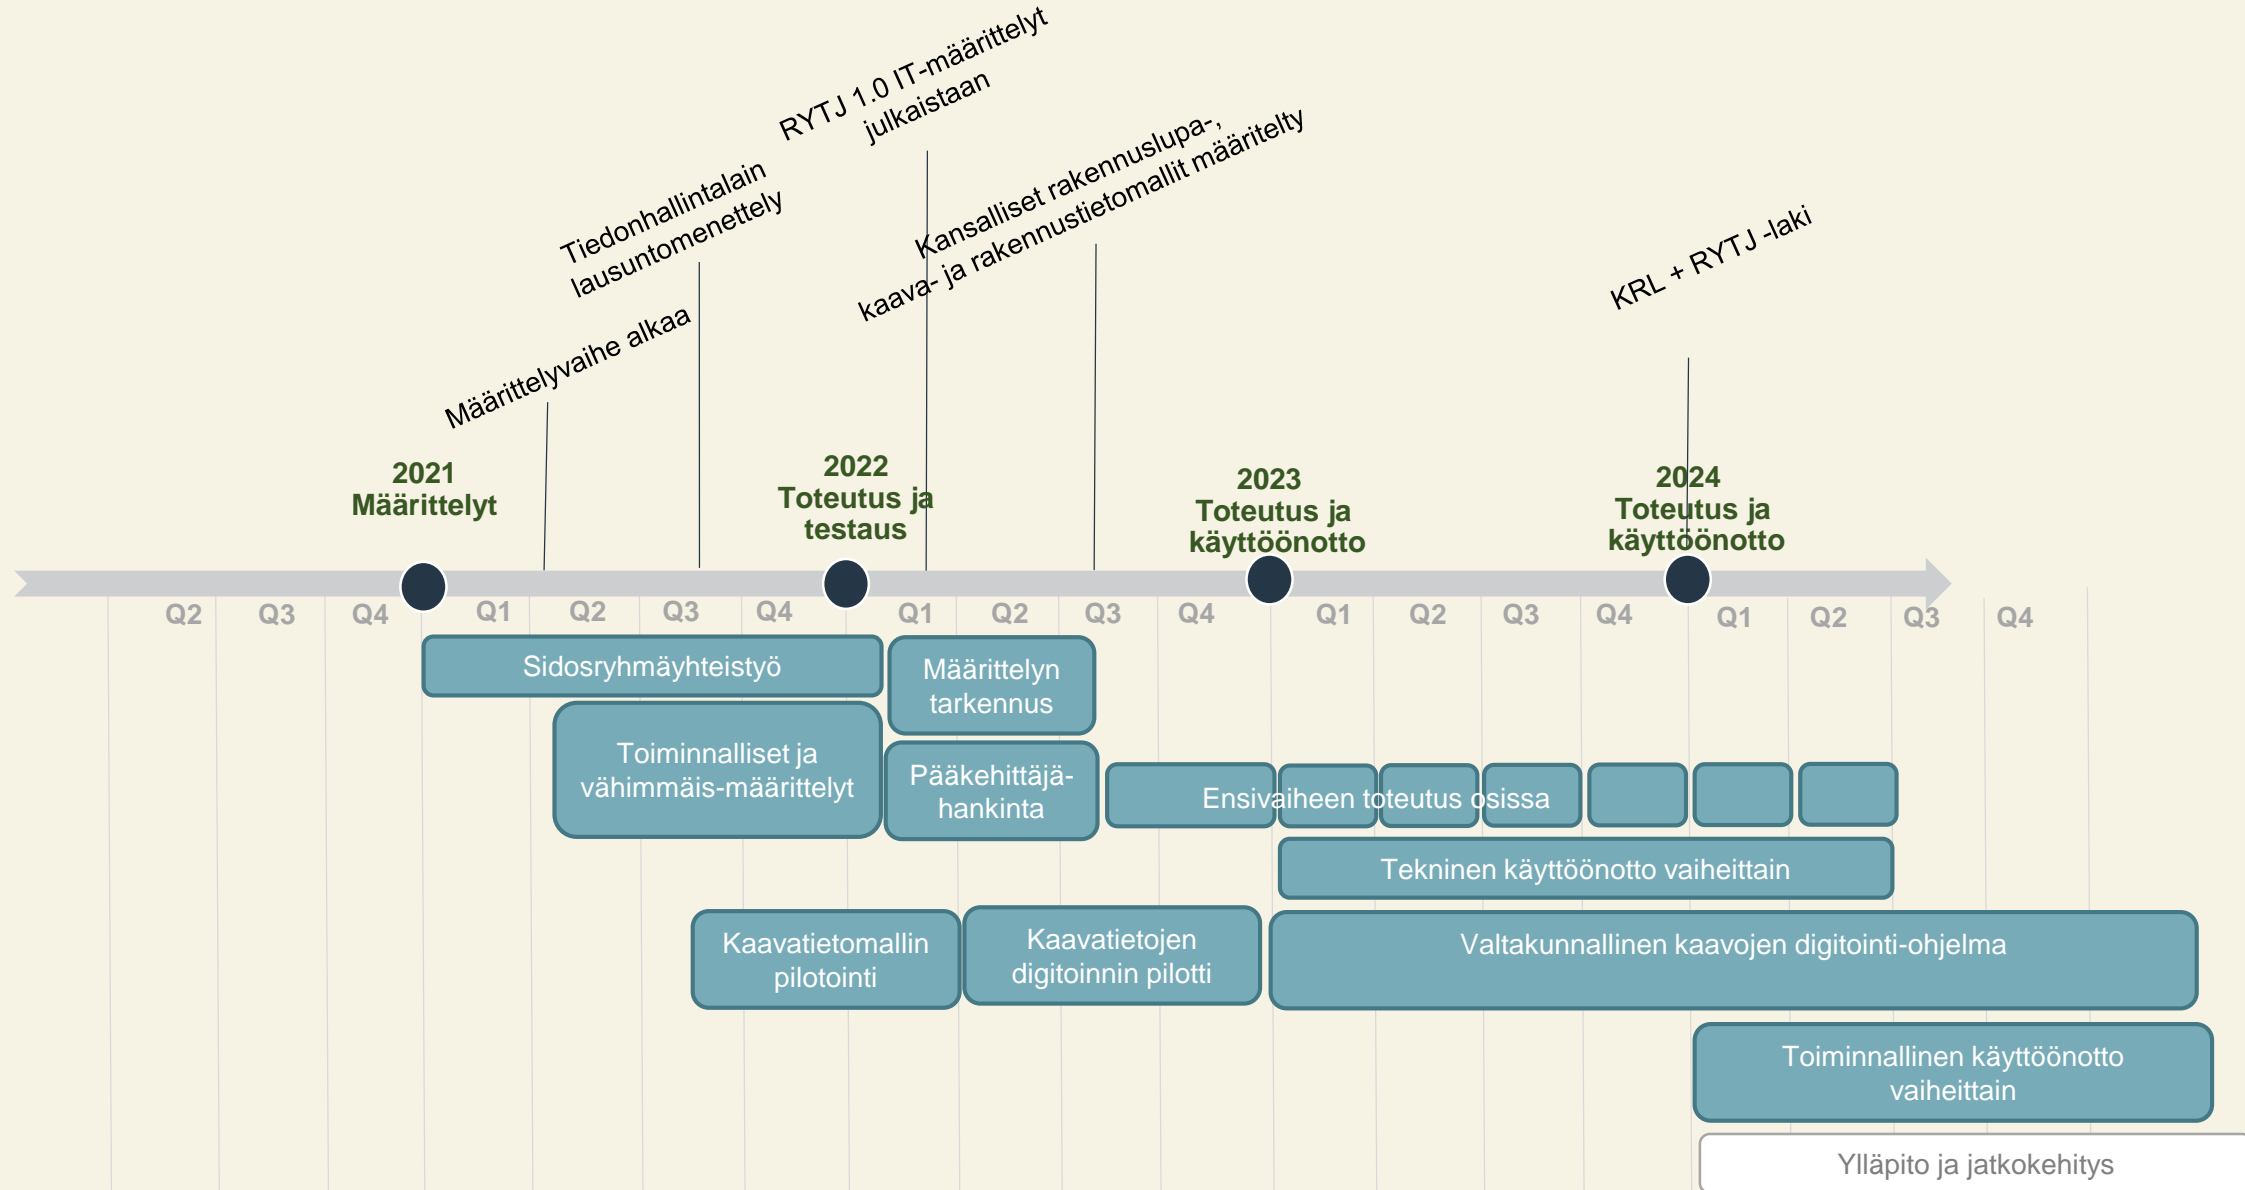 RYTJ 1.0 IT-määrittelyt
julkaistaan
Kansalliset rakennuslupa-,
kaava- ja rakennustietomallit määritelty
Tiedonhallintalain
lausuntomenettely
Määrittelyvaihe alkaa
KRL + RYTJ -laki
2021
Määrittelyt
2022
Toteutus ja
testaus
2023
Toteutus ja
käyttöönotto
2024
Toteutus ja
käyttöönotto
Q2 Q3 Q4 Q1 Q2 Q3 Q4 Q1 Q2 Q3 Q4 Q1 Q2 Q3 Q4 Q1 Q2 Q3 Q4
Sidosryhmäyhteistyö
Määrittelyn
tarkennus
Toiminnalliset ja
vähimmäis-määrittelyt
Pääkehittäjä-
hankinta
Ensivaiheen toteutus osissa
Tekninen käyttöönotto vaiheittain
Kaavatietomallin
pilotointi
Kaavatietojen
digitoinnin pilotti
Valtakunnallinen kaavojen digitointi-ohjelma
Toiminnallinen käyttöönotto
vaiheittain
Ylläpito ja jatkokehitys